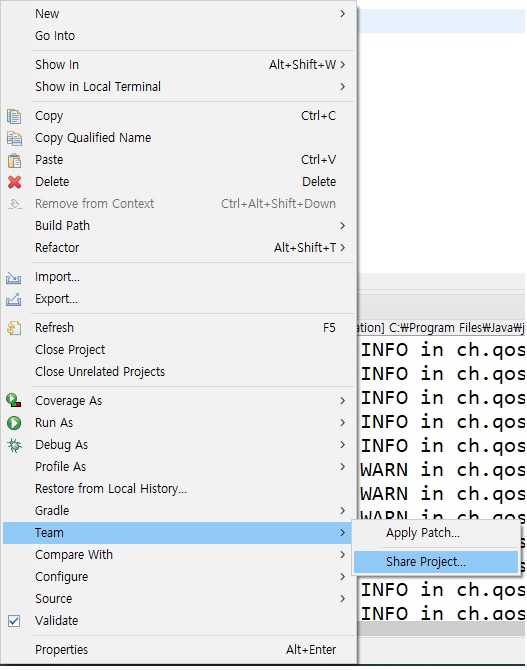 New
Go Into
Show In Alt+Shift+W
Show in Local Terminal
Copy Ctrl+C
Copy Qualified Name
Paste Ctrl+V
Delete Delete
Remove from Context Ctrl+Alt+Shift+Down
Build Path
Refactor Alt+Shift+T
Import...
Export...
Refresh F5
Close Project
Close Unrelated Projects
Coverage As
Run As
Debug As
Profile As
Restore from Local History...
Gradle
Team
Compare With
Configure
Source
Validate
Properties Alt+Enter
Apply Patch...
Share Project...
ation] C:₩Program Files₩Java₩j
INFO in ch.qos
INFO in ch.qos
INFO in ch.qos
INFO in ch.qos
INFO in ch.qos
WARN in ch.qos
WARN in ch.qos
WARN in ch.qos
INFO in ch.qos
INFO in ch.qos